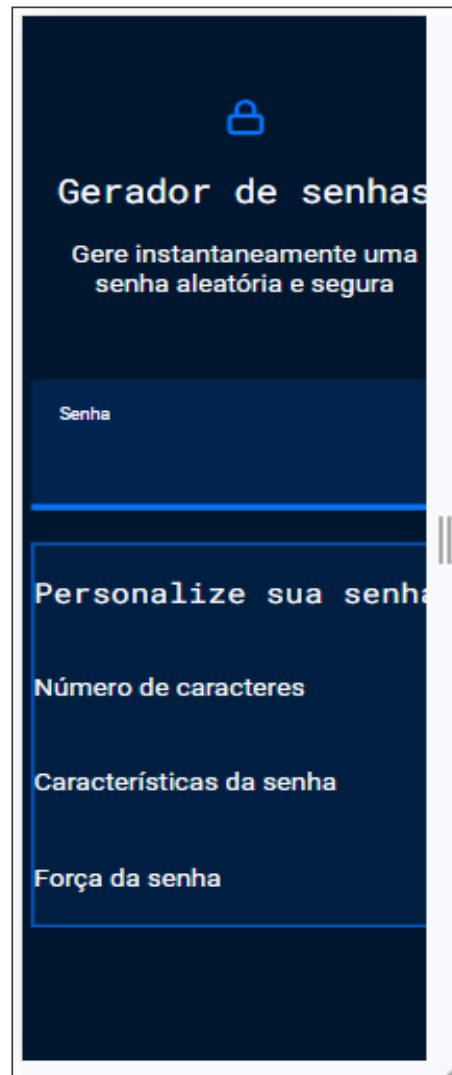 Gerador de senhas
Gere instantaneamente uma
senha aleatória e segura
Senha
Personalize sua senha
Número de caracteres
Características da senha
Força da senha